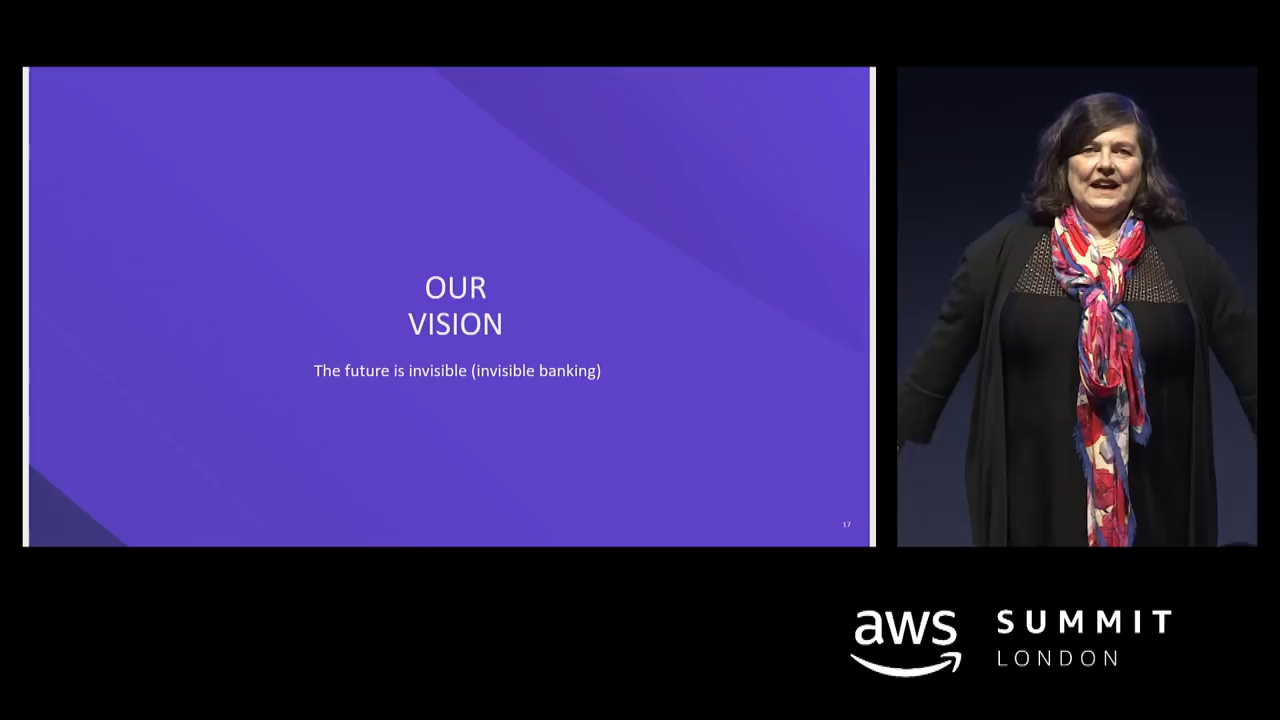 OUR
VISION
The future is invisible (invisible banking)
17
aws
SUMMIT
LONDON